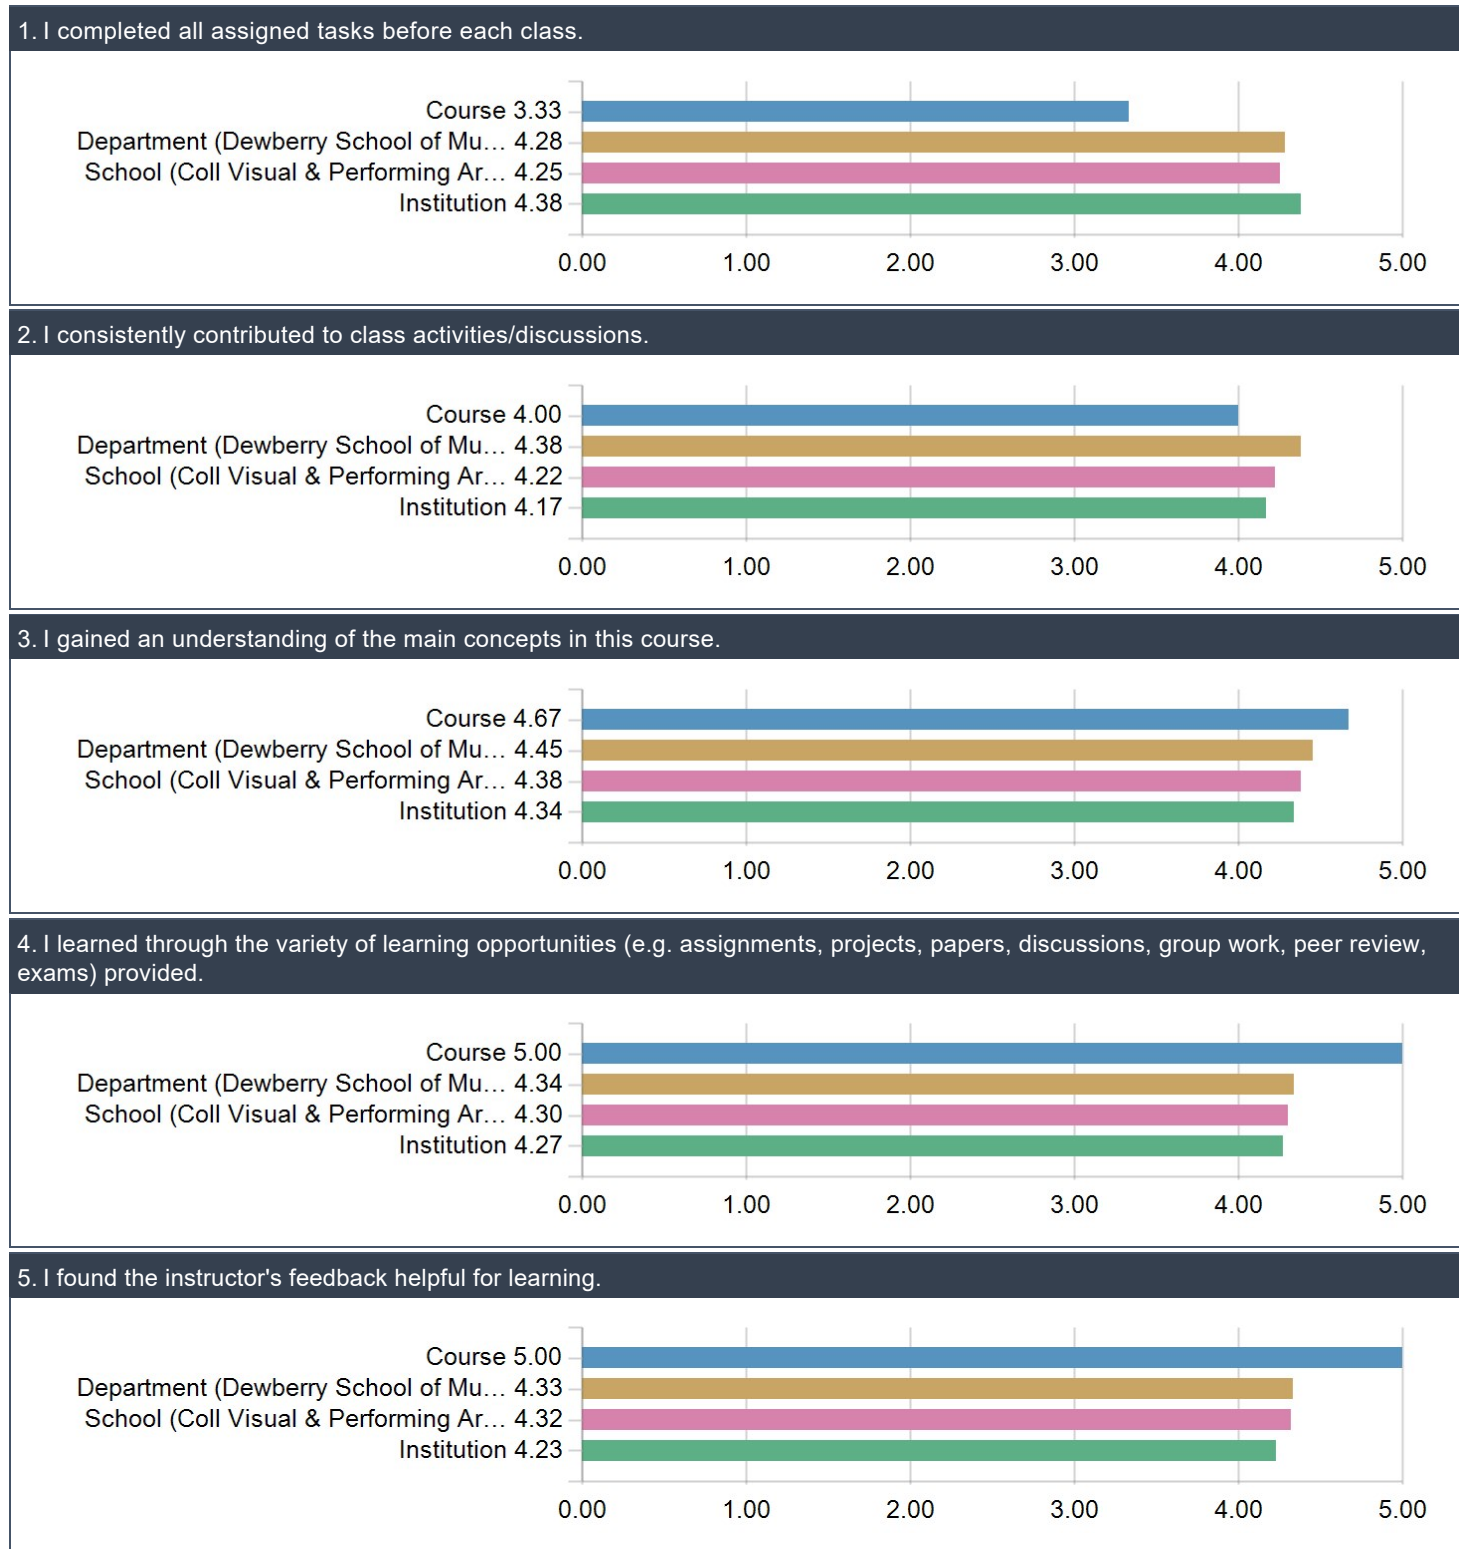 1. I completed all assigned tasks before each class.
Course 3.33
Department (Dewberry School of Mu... 4.28
School (Coll Visual & Performing Ar... 4.25
Institution 4.38
0.00 1.00 2.00 3.00 4.00 5.00
2. I consistently contributed to class activities/discussions.
Course 4.00
Department (Dewberry School of Mu... 4.38
School (Coll Visual & Performing Ar... 4.22
Institution 4.17
0.00 1.00 2.00 3.00 4.00 5.00
3. I gained an understanding of the main concepts in this course.
Course 4.67
Department (Dewberry School of Mu... 4.45
School (Coll Visual & Performing Ar... 4.38
Institution 4.34
0.00 1.00 2.00 3.00 4.00 5.00
4. I learned through the variety of learning opportunities (e.g. assignments, projects, papers, discussions, group work, peer review,
exams) provided.
Course 5.00
Department (Dewberry School of Mu... 4.34
School (Coll Visual & Performing Ar... 4.30
Institution 4.27
0.00 1.00 2.00 3.00 4.00 5.00
5. I found the instructor's feedback helpful for learning.
Course 5.00
Department (Dewberry School of Mu... 4.33
School (Coll Visual & Performing Ar... 4.32
Institution 4.23
0.00 1.00 2.00 3.00 4.00 5.00